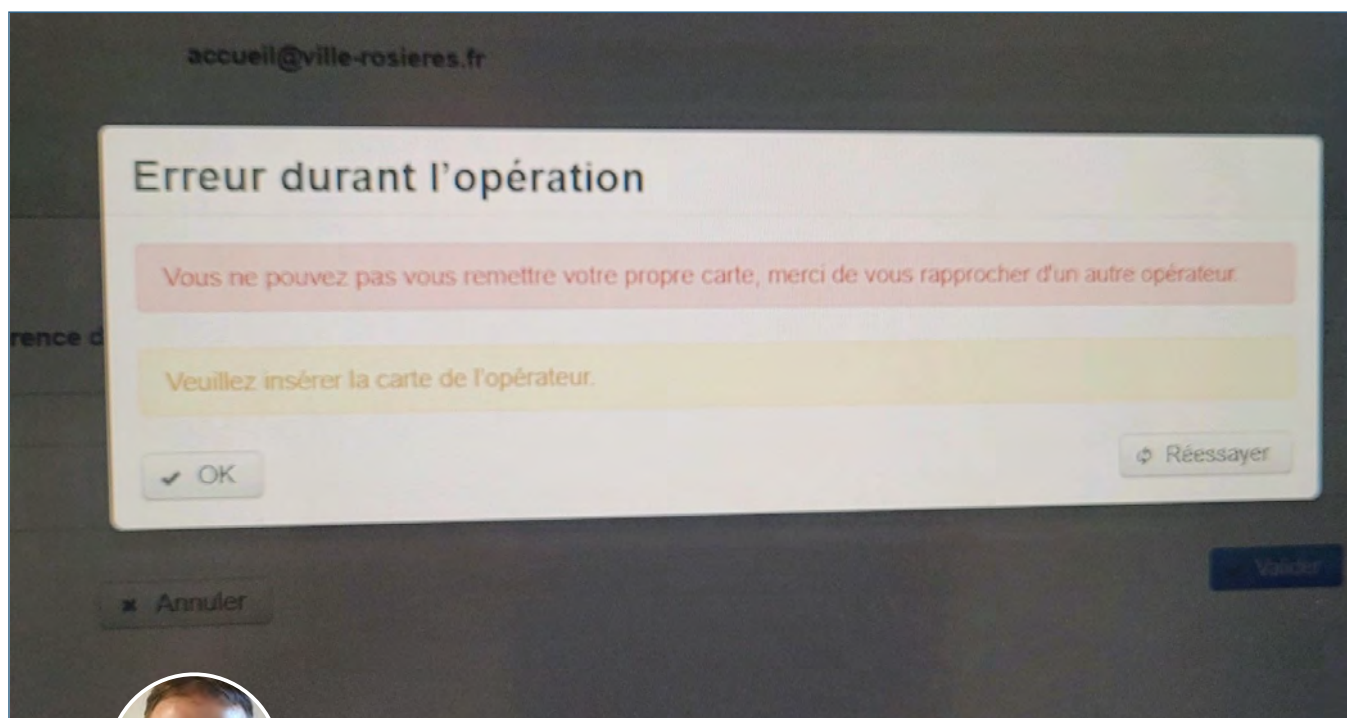 accueil@ville-rosieres.fr
Erreur durant l'opération
Vous ne pouvez pas vous remettre votre propre carte, merci de vous rapprocher d'un autre opérateur.
rence d
Veuillez insérer la carte de l'opérateur.
OK
Réessayer
Valider
Annuler